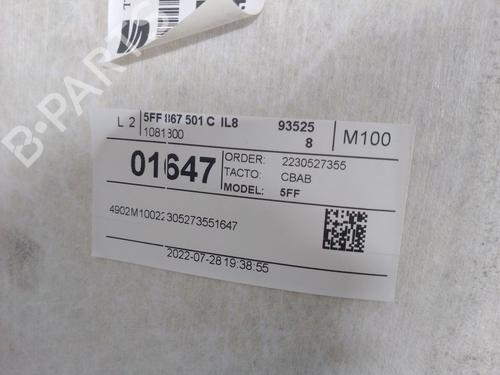 B-PARTS
L 2 5FF 867 501 C IL8 93525
1081300 8 M100
01647 ORDER: 2230527355
TACTO: CBAB
MODEL: 5FF
4902M10022305273551647
2022-07-28 19:38:55